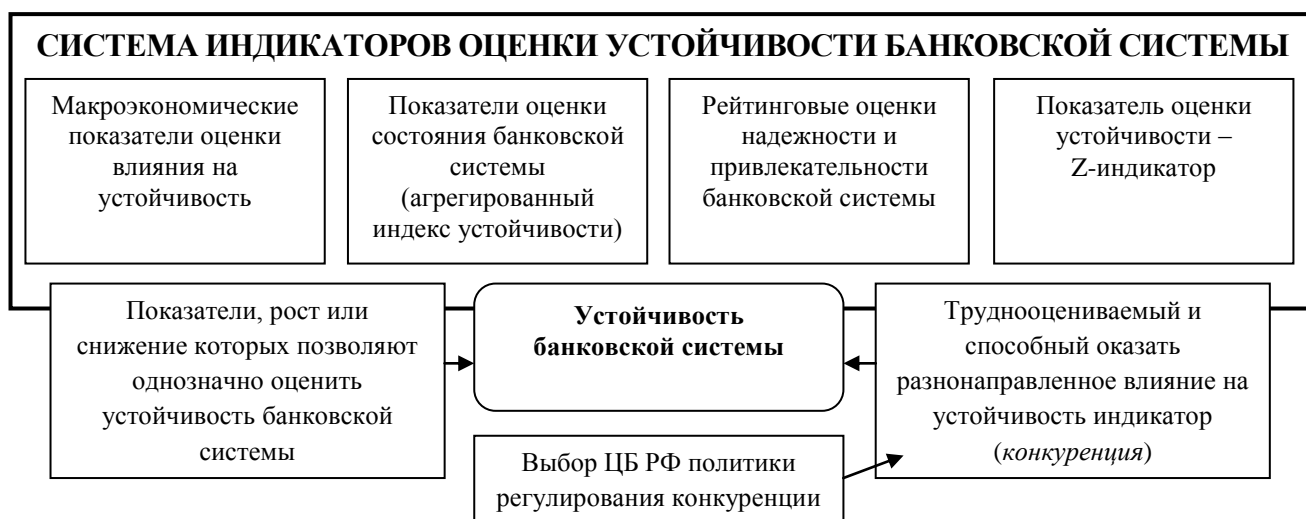 СИСТЕМА ИНДИКАТОРОВ ОЦЕНКИ УСТОЙЧИВОСТИ БАНКОВСКОЙ СИСТЕМЫ
Макроэкономические
показатели оценки
влияния на
устойчивость
Показатели оценки
состояния банковской
системы
(агрегированный
индекс устойчивости)
Рейтинговые оценки
надежности и
привлекательности
банковской системы
Показатель оценки
устойчивости –
Z-индикатор
Показатели, рост или
снижение которых позволяют
однозначно оценить
устойчивость банковской
системы
Устойчивость
банковской системы
Труднооцениваемый и
способный оказать
разнонаправленное влияние на
устойчивость индикатор
(конкуренция)
Выбор ЦБ РФ политики
регулирования конкуренции